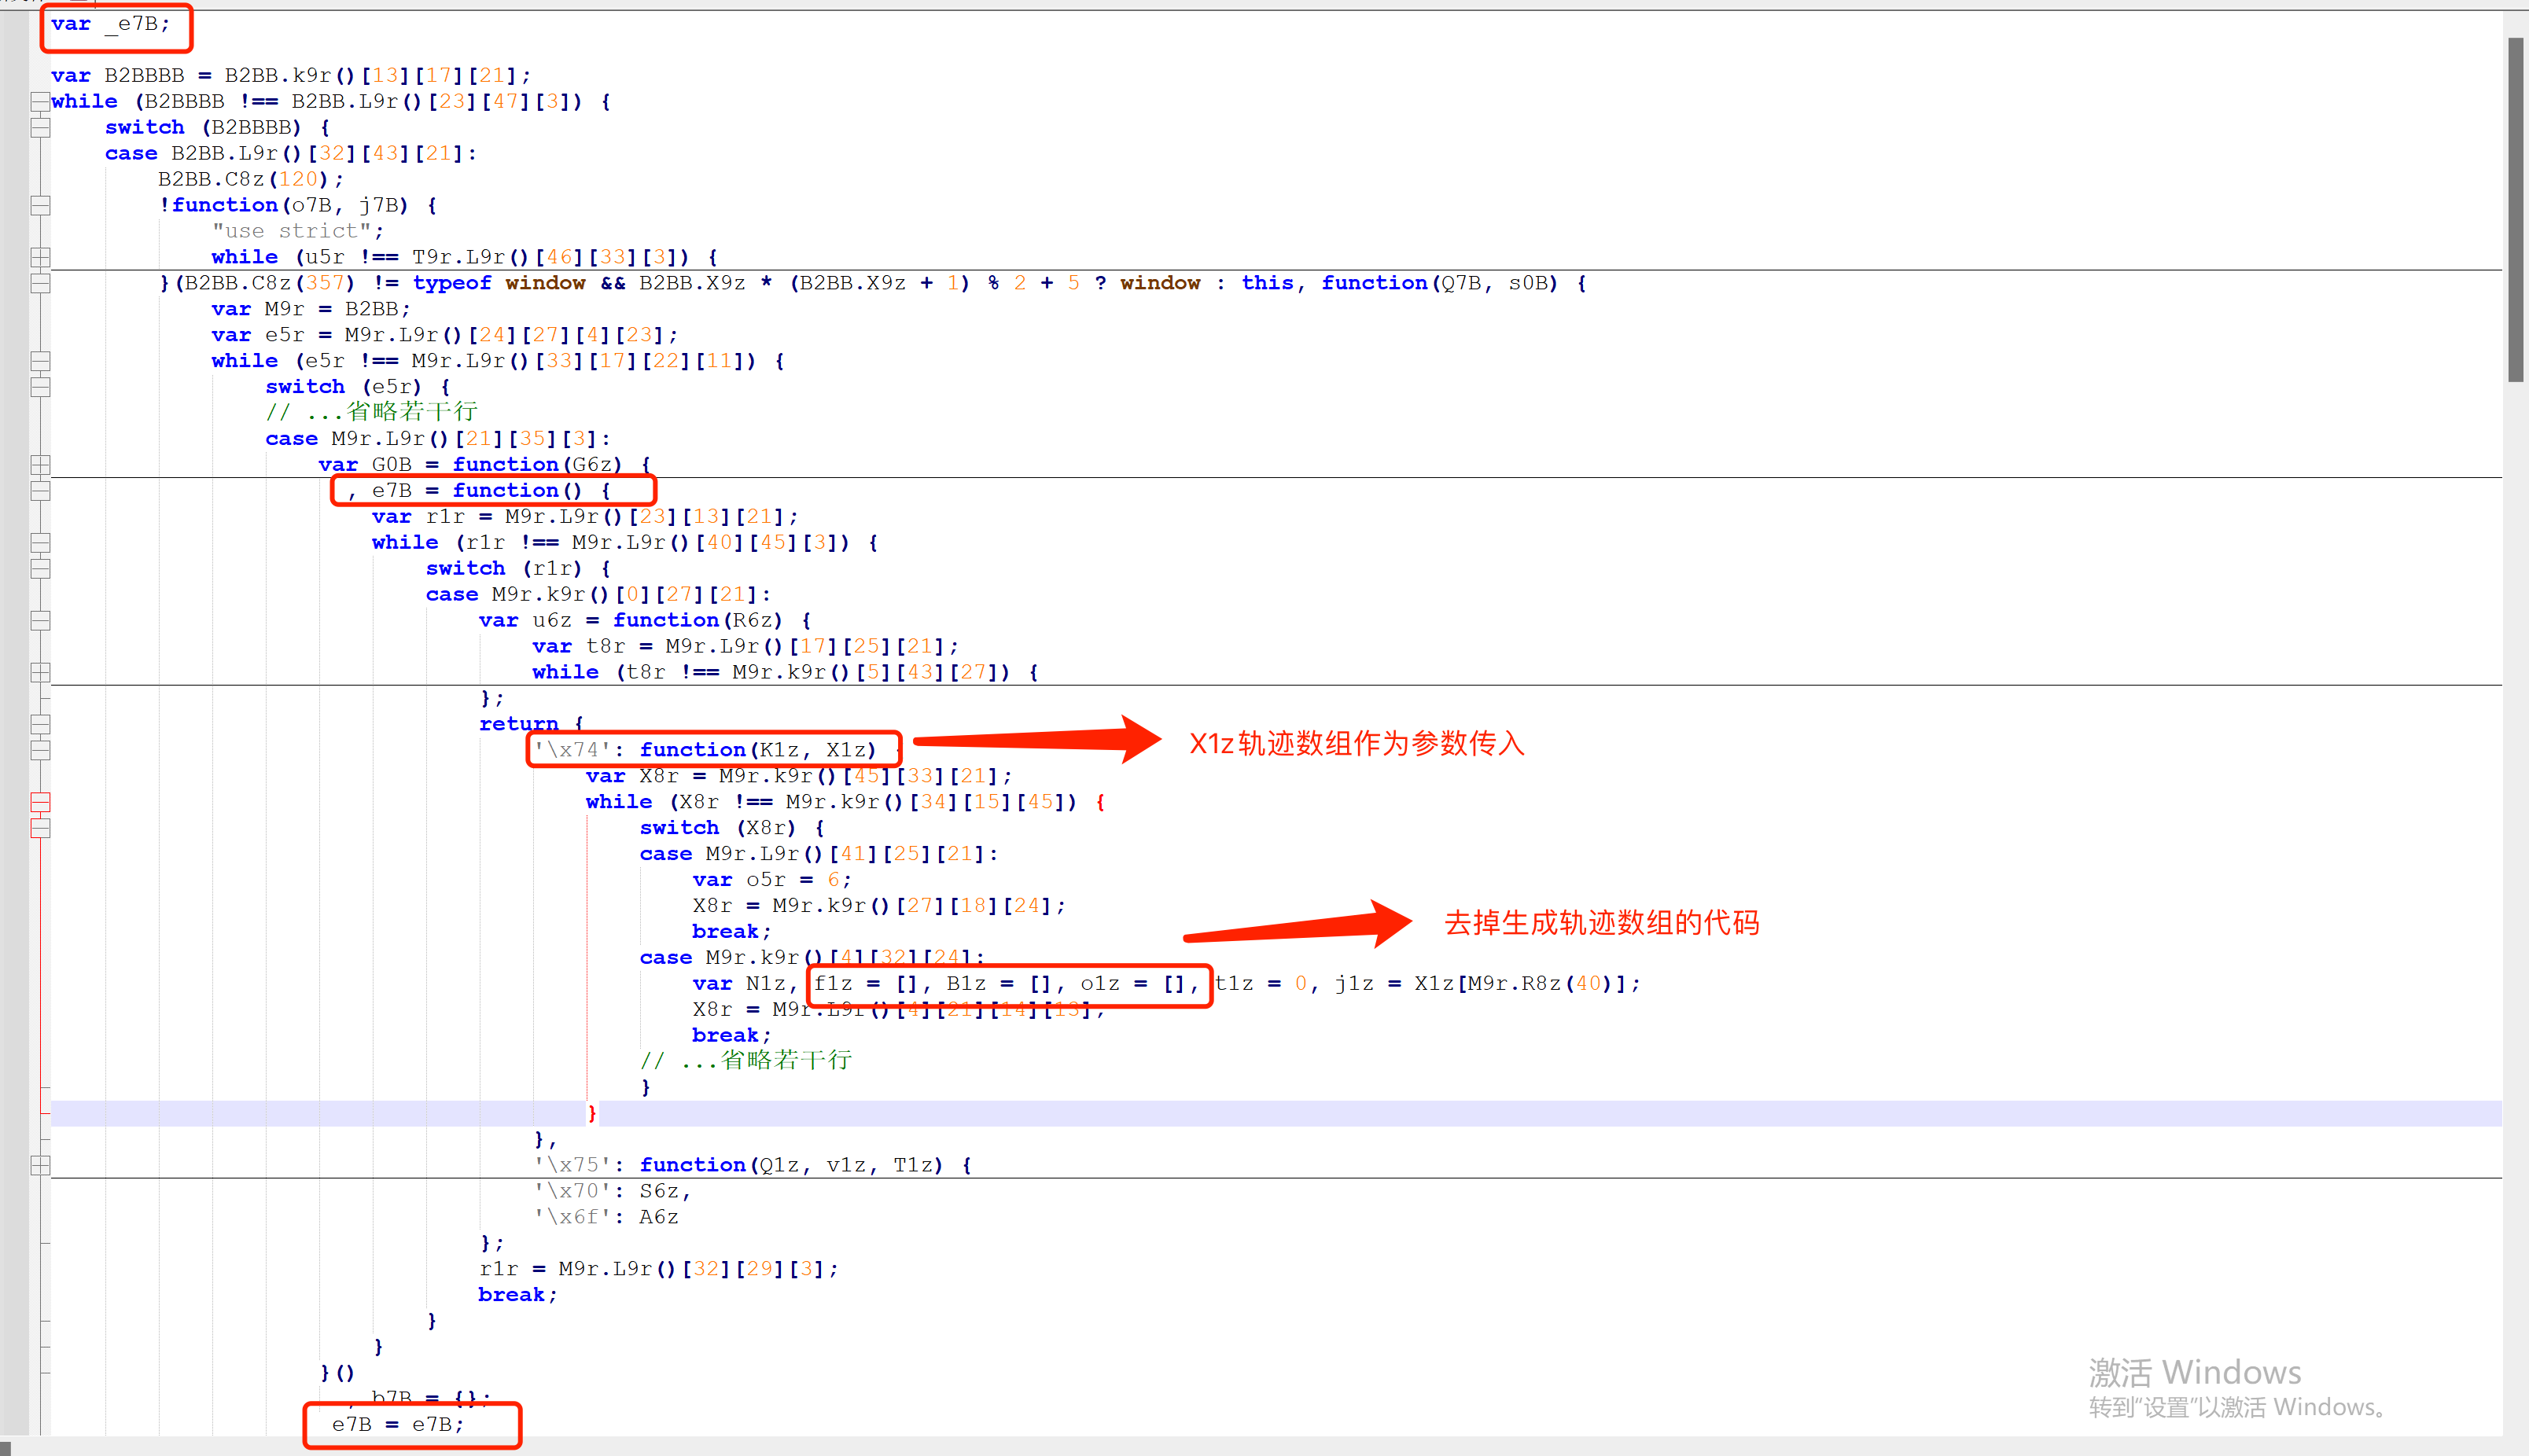 var _e7B;
var B2BBBB = B2BB.k9r()[13][17][21];
while (B2BBBB !== B2BB.L9r()[23][47][3]) {
switch (B2BBBB) {
case B2BB.L9r()[32][43][21]:
B2BB.C8z(120);
!function(o7B, j7B) {
"use strict";
while (u5r !== T9r.L9r()[46][33][3]) {
}(B2BB.C8z(357) != typeof window && B2BB.X9z * (B2BB.X9z + 1) % 2 + 5 ? window : this, function(Q7B, s0B) {
var M9r = B2BB;
var e5r = M9r.L9r()[24][27][4][23];
while (e5r !== M9r.L9r()[33][17][22][11]) {
switch (e5r) {
// ...省略若干行
case M9r.L9r()[21][35][3]:
var G0B = function(G6z) {
, e7B = function() {
var r1r = M9r.L9r()[23][13][21];
while (r1r !== M9r.L9r()[40][45][3]) {
switch (r1r) {
case M9r.k9r()[0][27][21]:
var u6z = function(R6z) {
var t8r = M9r.L9r()[17][25][21];
while (t8r !== M9r.k9r()[5][43][27]) {
};
return {
'\x74': function(K1z, X1z) {
X1z轨迹数组作为参数传入
var X8r = M9r.k9r()[45][33][21];
while (X8r !== M9r.k9r()[34][15][45]) {
switch (X8r) {
case M9r.L9r()[41][25][21]:
var o5r = 6;
X8r = M9r.k9r()[27][18][24];
break;
去掉生成轨迹数组的代码
case M9r.k9r()[4][32][24]:
var N1z, f1z = [], B1z = [], o1z = [], t1z = 0, j1z = X1z[M9r.R8z(40)];
X8r = M9r.L9r()[4][21][14][13];
break;
// ...省略若干行
}
}
},
'\x75': function(Q1z, v1z, T1z) {
'\x70': S6z,
'\x6f': A6z
};
r1r = M9r.L9r()[32][29][3];
break;
}
}
}()
, b7B = {};
e7B = e7B;
激活 Windows
转到"设置"以激活 Windows。